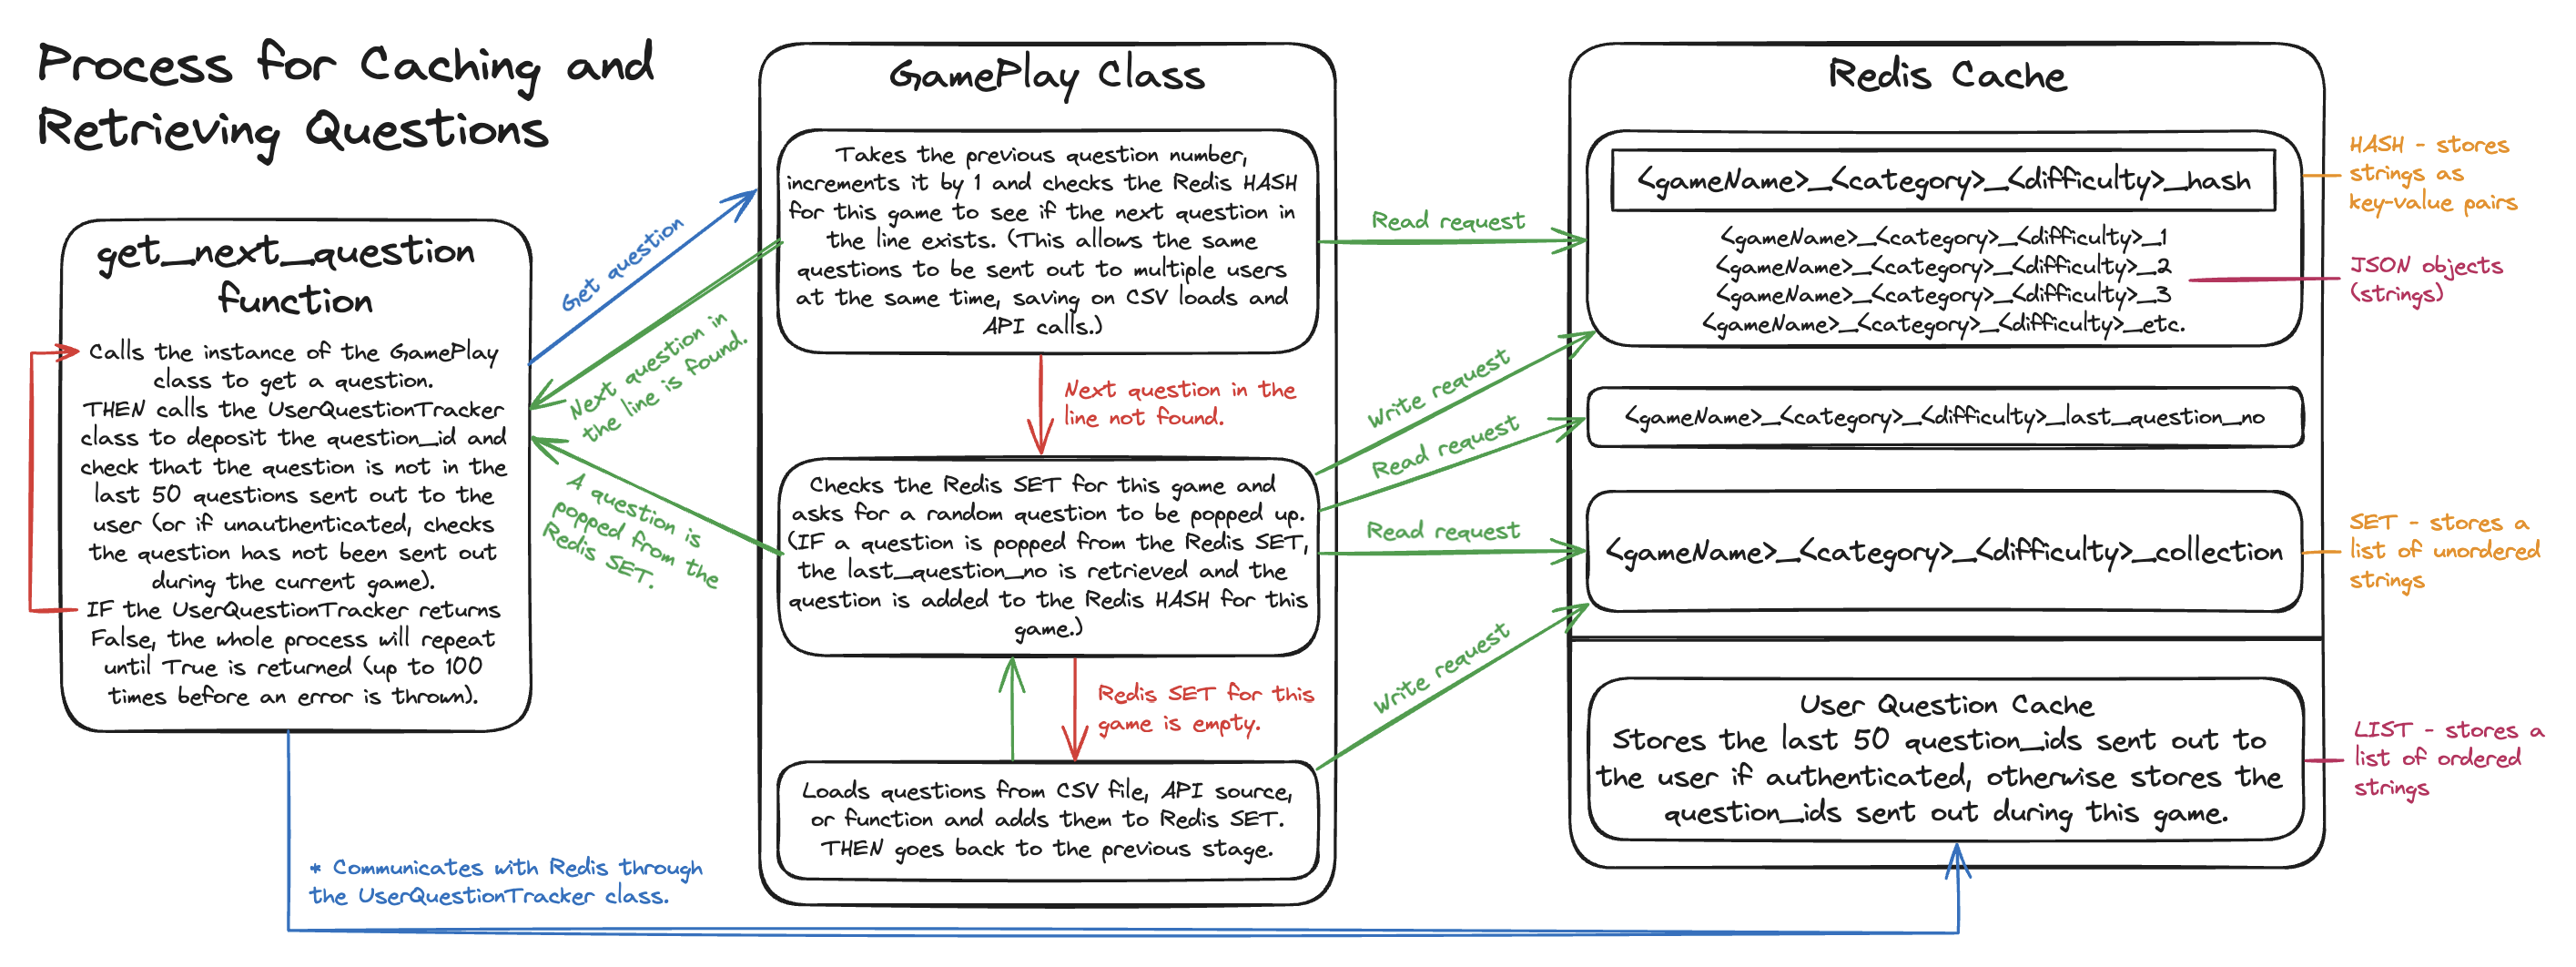 Process for Caching and
Retrieving Questions
get_next_question
function
Calls the instance of the GamePlay
class to get a question.
THEN calls the UserQuestionTracker
class to deposit the question_id and
check that the question is not in the
last 50 questions sent out to the
user (or if unauthenticated, checks
the question has not been sent out
during the current game).
IF the UserQuestionTracker returns
False, the whole process will repeat
until True is returned (up to 100
times before an error is thrown).
* Communicates with Redis through
the UserQuestionTracker class.
Get question
Next question in
the line is found.
A question is
popped from the
Redis SET.
GamePlay Class
Takes the previous question number,
increments it by 1 and checks the Redis HASH
for this game to see if the next question in
the line exists. (This allows the same
questions to be sent out to multiple users
at the same time, saving on CSV loads and
API calls.)
Next question in the
line not found.
Checks the Redis SET for this game and
asks for a random question to be popped up.
(IF a question is popped from the Redis SET,
the last_question_no is retrieved and the
question is added to the Redis HASH for this
game.)
Redis SET for this
game is empty.
Loads questions from CSV file, API source,
or function and adds them to Redis SET.
THEN goes back to the previous stage.
Read request
Write request
Read request
Read request
Write request
Redis Cache
<gameName>_<category>_<difficulty>_hash
<gameName>_<category>_<difficulty>_1
<gameName>_<category>_<difficulty>_2
<gameName>_<category>_<difficulty>_3
<gameName>_<category>_<difficulty>_etc.
<gameName>_<category>_<difficulty>_last_question_no
<gameName>_<category>_<difficulty>_collection
User Question Cache
Stores the last 50 question_ids sent out to
the user if authenticated, otherwise stores the
question_ids sent out during this game.
HASH - stores
strings as
key-value pairs
JSON objects
(strings)
SET - stores a
list of unordered
strings
LIST - stores a
list of ordered
strings